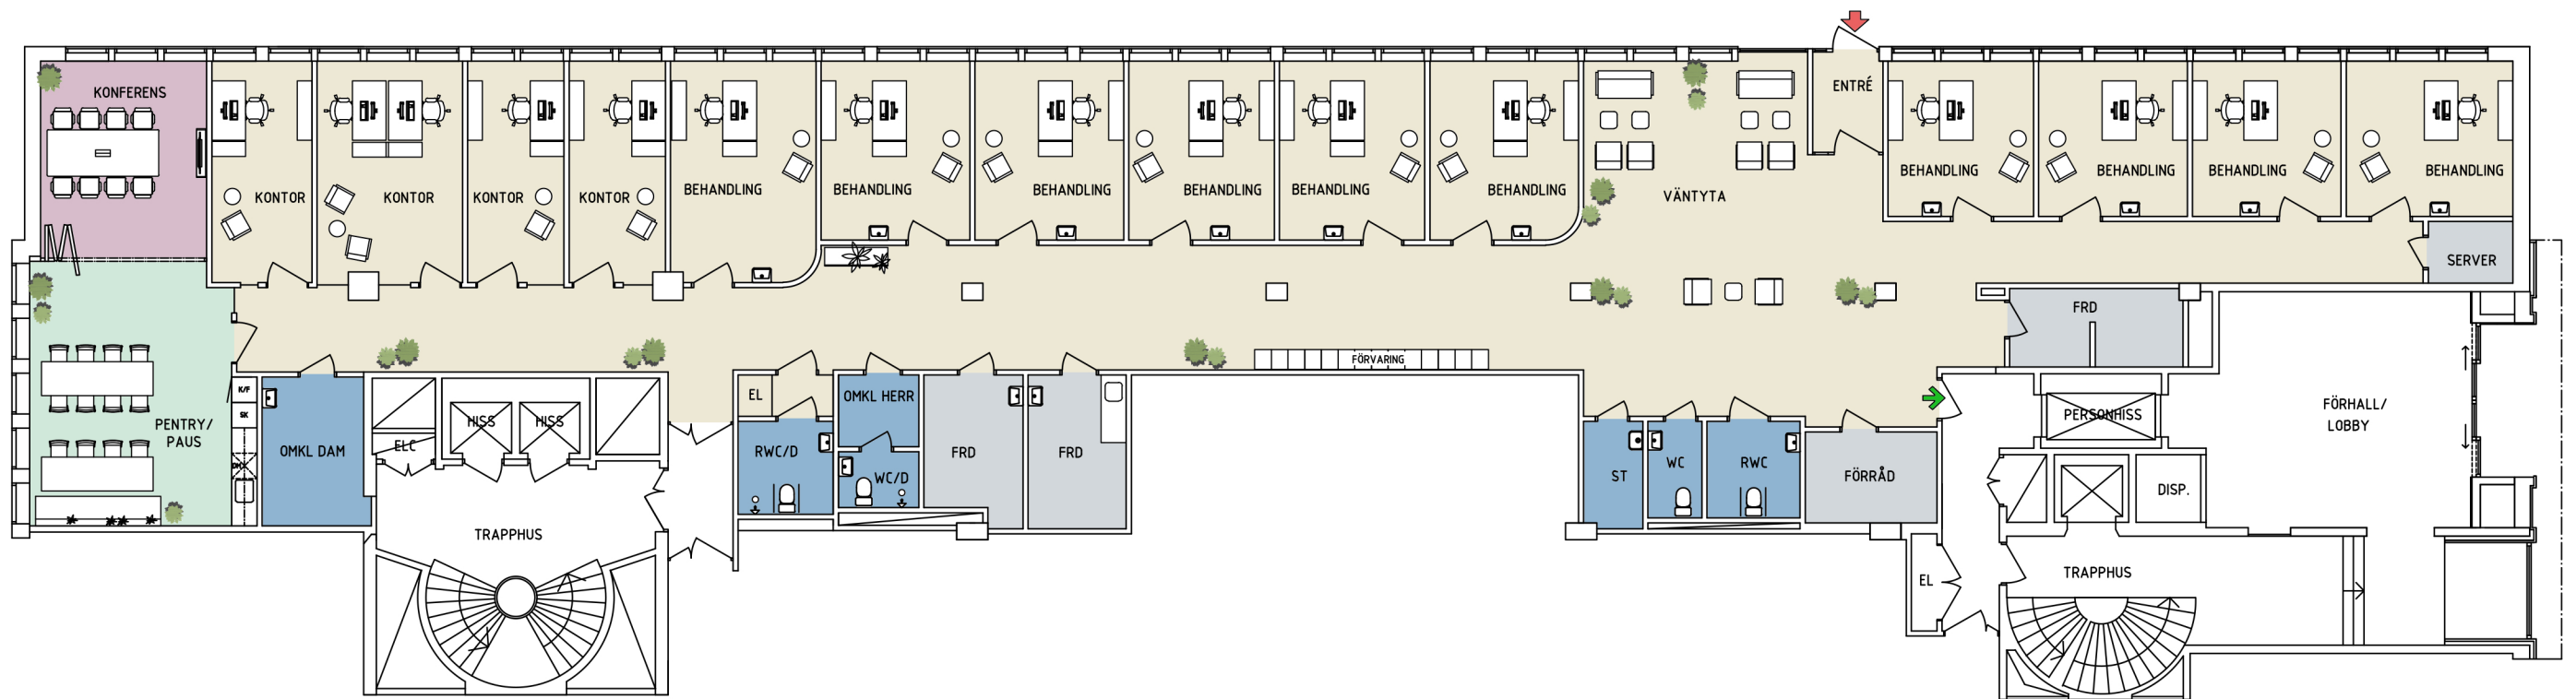 KONFERENS
ENTRÉ
KONTOR
KONTOR
KONTOR
KONTOR
BEHANDLING
BEHANDLING
BEHANDLING
BEHANDLING
BEHANDLING
BEHANDLING
VÄNTYTA
BEHANDLING
BEHANDLING
BEHANDLING
BEHANDLING
SERVER
FRD
FÖRVARING
PENTRY/
PAUS
K/F
SK
OMKL DAM
ELC
HISS
HISS
TRAPPHUS
EL
OMKL HERR
RWC/D
WC/D
FRD
FRD
ST
WC
RWC
FÖRRÅD
PERSONHISS
FÖRHALL/
LOBBY
DISP.
EL
TRAPPHUS